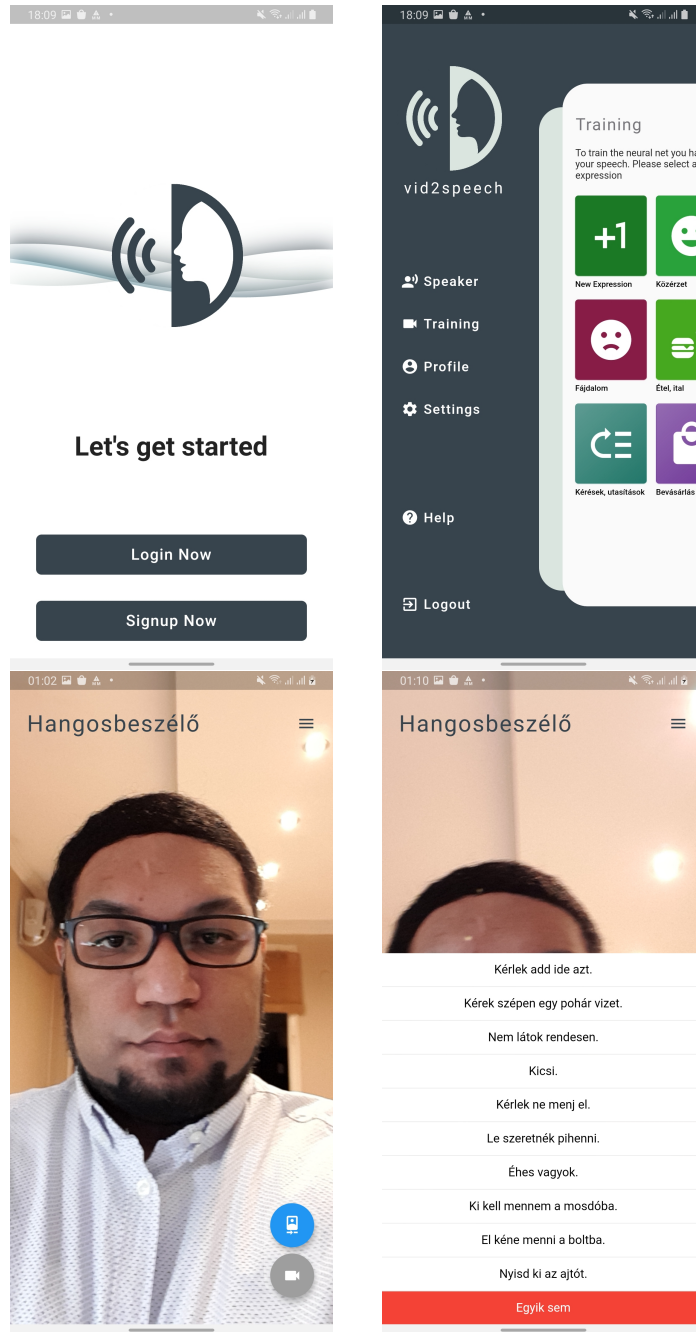 18:09
Let's get started
Login Now
Signup Now
18:09
vid2speech
Speaker
Training
Profile
Settings
Help
Logout
Training
To train the neural net you ha
your speech. Please select a
expression
+1
New Expression
Közérzet
Fájdalom
Étel, ital
Kérések, utasítások
Bevásárlás
01:02
Hangosbeszélő
01:10
Hangosbeszélő
Kérlek add ide azt.
Kérek szépen egy pohár vizet.
Nem látok rendesen.
Kicsi.
Kérlek ne menj el.
Le szeretnék pihenni.
Éhes vagyok.
Ki kell mennem a mosdóba.
El kéne menni a boltba.
Nyisd ki az ajtót.
Egyik sem